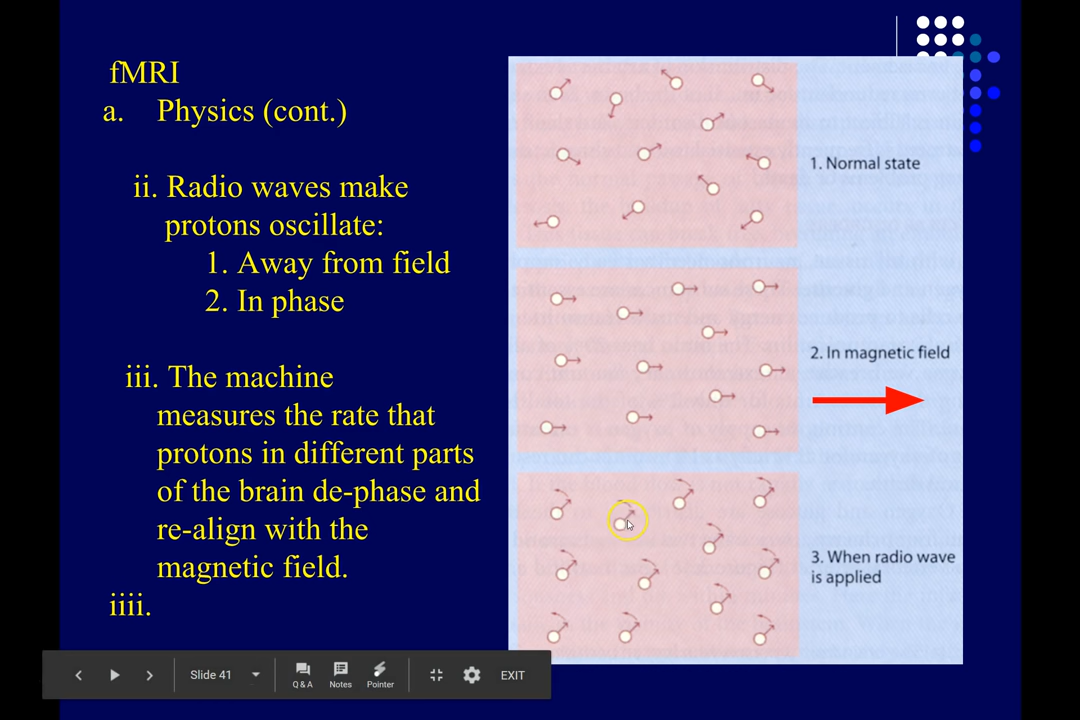 fMRI
a. Physics (cont.)
ii. Radio waves make
protons oscillate:
1. Away from field
2. In phase
iii. The machine
measures the rate that
protons in different parts
of the brain de-phase and
re-align with the
magnetic field.
iiii.
1. Normal state
2. In magnetic field
3. When radio wave
is applied
Slide 41
Q & A
Notes
Pointer
EXIT